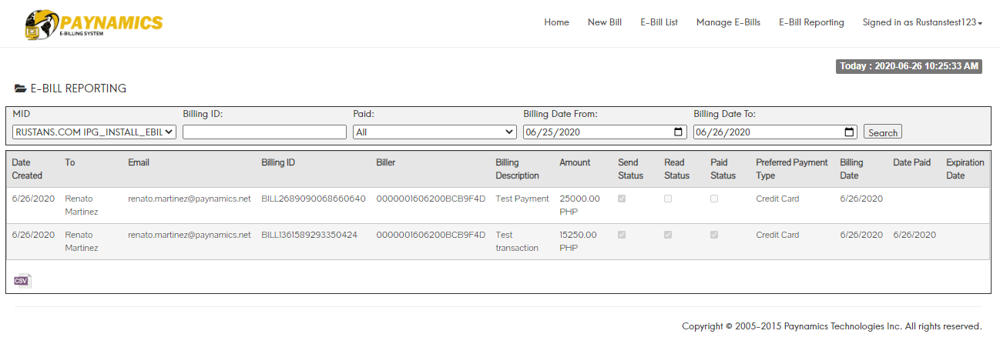 PAYNAMICS
E-BILLING SYSTEM
Home New Bill E-Bill List Manage E-Bills E-Bill Reporting Signed in as Rustanstest123
Today : 2020-06-26 10:25:33 AM
E-BILL REPORTING
MID Billing ID: Paid: Billing Date From: Billing Date To:
RUSTANS.COM IPG_INSTALL_EBIL All 06/25/2020 06/26/2020 Search
Date To Email Billing ID Biller Billing Amount Send Read Paid Preferred Payment Billing Date Paid Expiration
Created Description Status Status Status Type Date Date
6/26/2020 Renato renato.martinez@paynamics.net BILL2689090068660640 0000001606200BCB9F4D Test Payment 25000.00 Credit Card 6/26/2020
Martinez PHP
6/26/2020 Renato renato.martinez@paynamics.net BILL1361589293350424 0000001606200BCB9F4D Test 15250.00 Credit Card 6/26/2020 6/26/2020
Martinez transaction PHP
CSV
Copyright © 2005-2015 Paynamics Technologies Inc. All rights reserved.